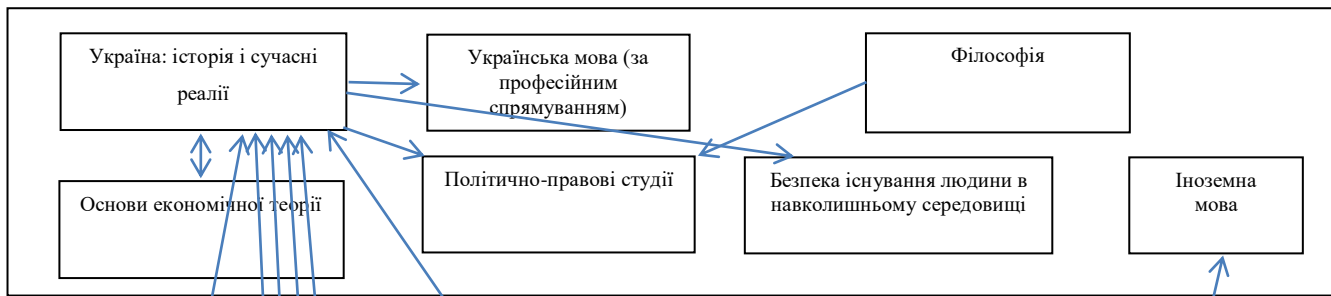 Україна: історія і сучасні
реалії
Українська мова (за
професійним
спрямуванням)
Філософія
Основи економічної теорії
Політично-правові студії
Безпека існування людини в
навколишньому середовищі
Іноземна
мова